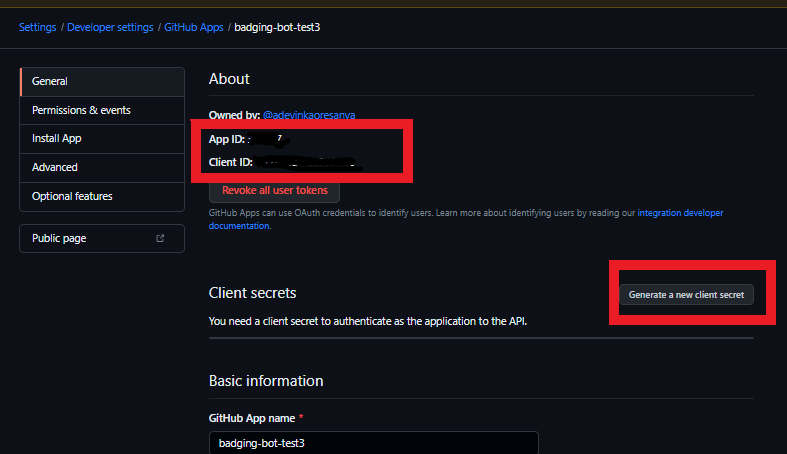 Settings / Developer settings / GitHub Apps / badging-bot-test3
General
Permissions & events
Install App
Advanced
Optional features
Public page
About
Owned by: @adeyinkaoresanya
App ID: 7
Client ID:
Revoke all user tokens
GitHub Apps can use OAuth credentials to identify users. Learn more about identifying users by reading our integration developer
documentation.
Client secrets
Generate a new client secret
You need a client secret to authenticate as the application to the API.
Basic information
GitHub App name *
badging-bot-test3